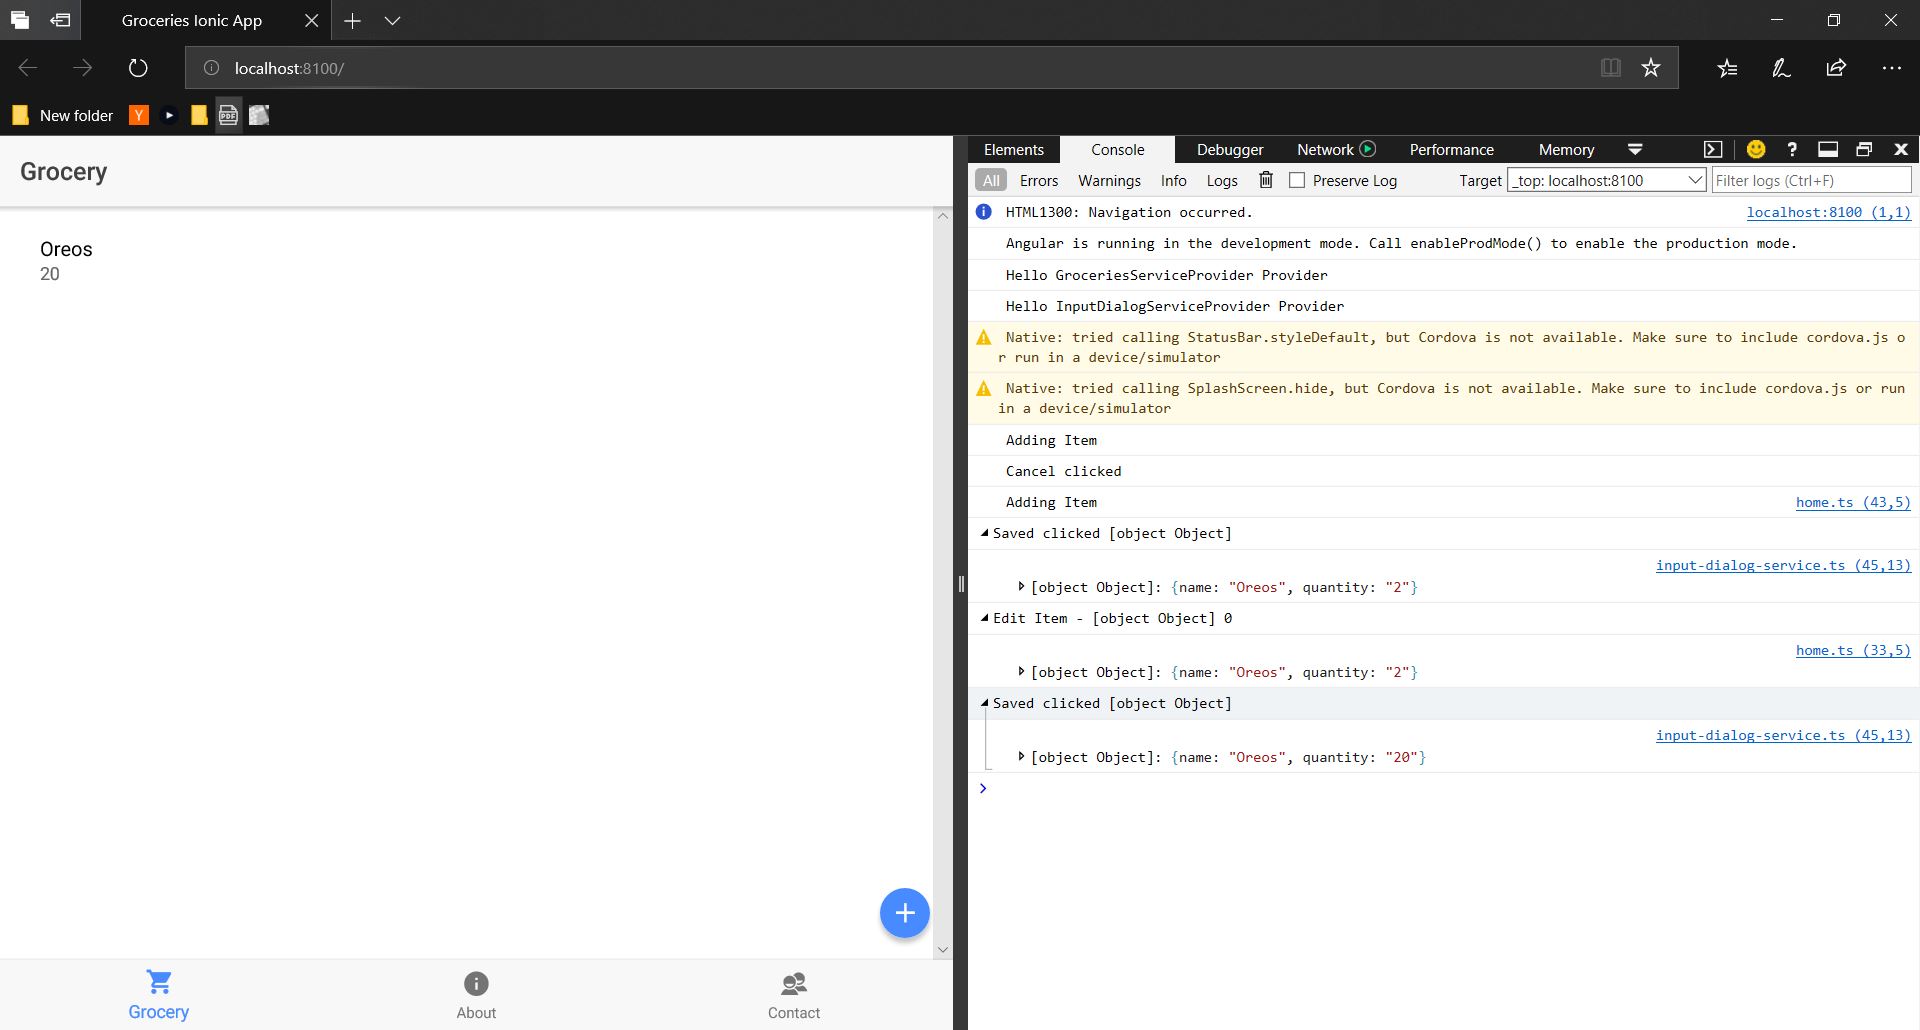 Groceries Ionic App
localhost:8100/
New folder
Y
PDF
Grocery
Oreos
20
Grocery
About
Contact
Elements Console Debugger Network Performance Memory
All Errors Warnings Info Logs Preserve Log Target _top: localhost:8100 Filter logs (Ctrl+F)
HTML1300: Navigation occurred. localhost:8100 (1,1)
Angular is running in the development mode. Call enableProdMode() to enable the production mode.
Hello GroceriesServiceProvider Provider
Hello InputDialogServiceProvider Provider
Native: tried calling StatusBar.styleDefault, but Cordova is not available. Make sure to include cordova.js o
r run in a device/simulator
Native: tried calling SplashScreen.hide, but Cordova is not available. Make sure to include cordova.js or run
in a device/simulator
Adding Item
Cancel clicked
Adding Item home.ts (43,5)
Saved clicked [object Object]
input-dialog-service.ts (45,13)
[object Object]: {name: "Oreos", quantity: "2"}
Edit Item - [object Object] 0
home.ts (33,5)
[object Object]: {name: "Oreos", quantity: "2"}
Saved clicked [object Object]
input-dialog-service.ts (45,13)
[object Object]: {name: "Oreos", quantity: "20"}